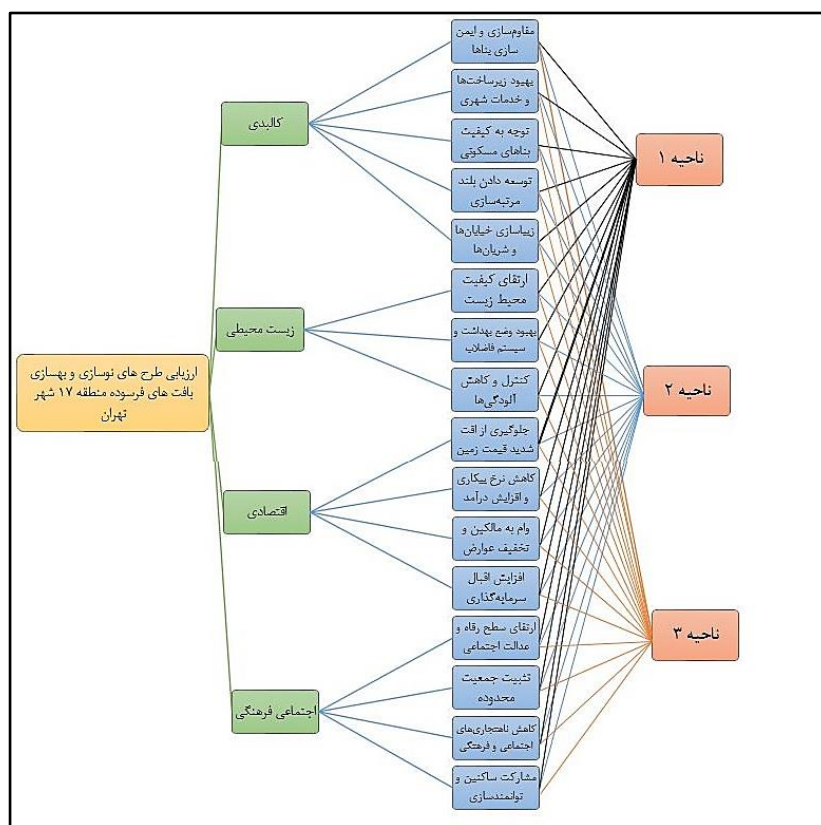 ارزیابی طرح های نوسازی و بهسازی
بافت های فرسوده منطقه ۱۷ شهر
تهران
کالبدی
زیست محیطی
اقتصادی
اجتماعی فرهنگی
مقاوم‌سازی و ایمن
سازی بناها
بهبود زیرساخت‌ها
و خدمات شهری
توجه به کیفیت
بناهای مسکونی
توسعه دادن بلند
مرتبه‌سازی
زیباسازی خیابان‌ها
و شریان‌ها
ارتقای کیفیت
محیط زیست
بهبود وضع بهداشت و
سیستم فاضلاب
کنترل و کاهش
آلودگی‌ها
جلوگیری از افت
شدید قیمت زمین
کاهش نرخ بیکاری
و افزایش درآمد
وام به مالکین و
تخفیف عوارض
افزایش اقبال
سرمایه‌گذاری
ارتقای سطح رفاه و
عدالت اجتماعی
تثبیت جمعیت
محدوده
کاهش ناهنجاری‌های
اجتماعی و فرهنگی
مشارکت ساکنین و
توانمندسازی
ناحیه ۱
ناحیه ۲
ناحیه ۳